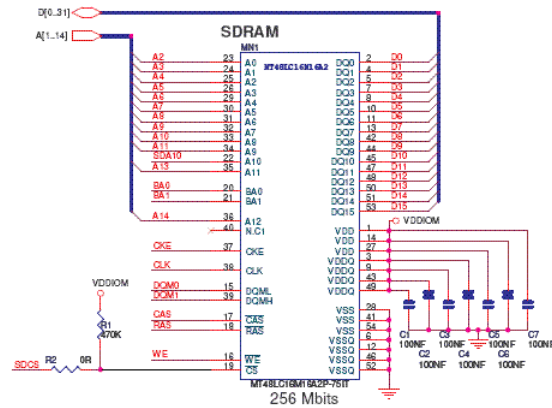 D[0..31]
A[1..14]
SDRAM
MN1
MT48LC16M16A2
A2 23 A0 DQ0 2 D0
A3 24 A1 DQ1 4 D1
A4 25 A2 DQ2 5 D2
A5 26 A3 DQ3 7 D3
A6 29 A4 DQ4 8 D4
A7 30 A5 DQ5 10 D5
A8 31 A6 DQ6 11 D6
A9 32 A7 DQ7 13 D7
A10 33 A8 DQ8 42 D8
A11 34 A9 DQ9 44 D9
SDA10 22 A10 DQ10 45 D10
A13 35 A11 DQ11 47 D11
DQ12 48 D12
BA0 20 BA0 DQ13 50 D13
BA1 21 BA1 DQ14 51 D14
DQ15 53 D15
A14 36 A12
40 N.C1
VDDIOM
VDD 1
VDD 14
CKE 37 CKE VDD 27
VDDQ 3
CLK 38 CLK VDDQ 9
VDDQ 43
DQM0 15 DQML VDDQ 49
DQM1 39 DQMH
VSS 28
CAS 17 CAS VSS 41
RAS 18 RAS VSS 54
VSSQ 6
VSSQ 12
WE 16 WE VSSQ 46
19 CS VSSQ 52
VDDIOM
R1
470K
SDCS R2 0R
C1 C3 C5 C7
100NF 100NF 100NF 100NF
C2 C4 C6
100NF 100NF 100NF
MT48LC16M16A2P-75IT
256 Mbits